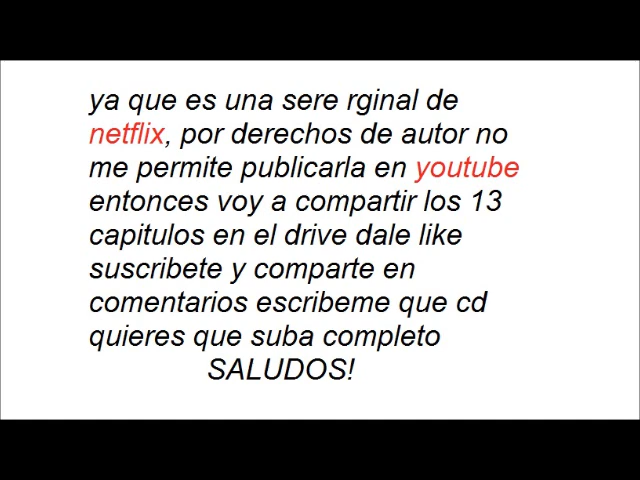 ya que es una sere rginal de
netflix, por derechos de autor no
me permite publicarla en youtube
entonces voy a compartir los 13
capitulos en el drive dale like
suscribete y comparte en
comentarios escribeme que cd
quieres que suba completo
SALUDOS!